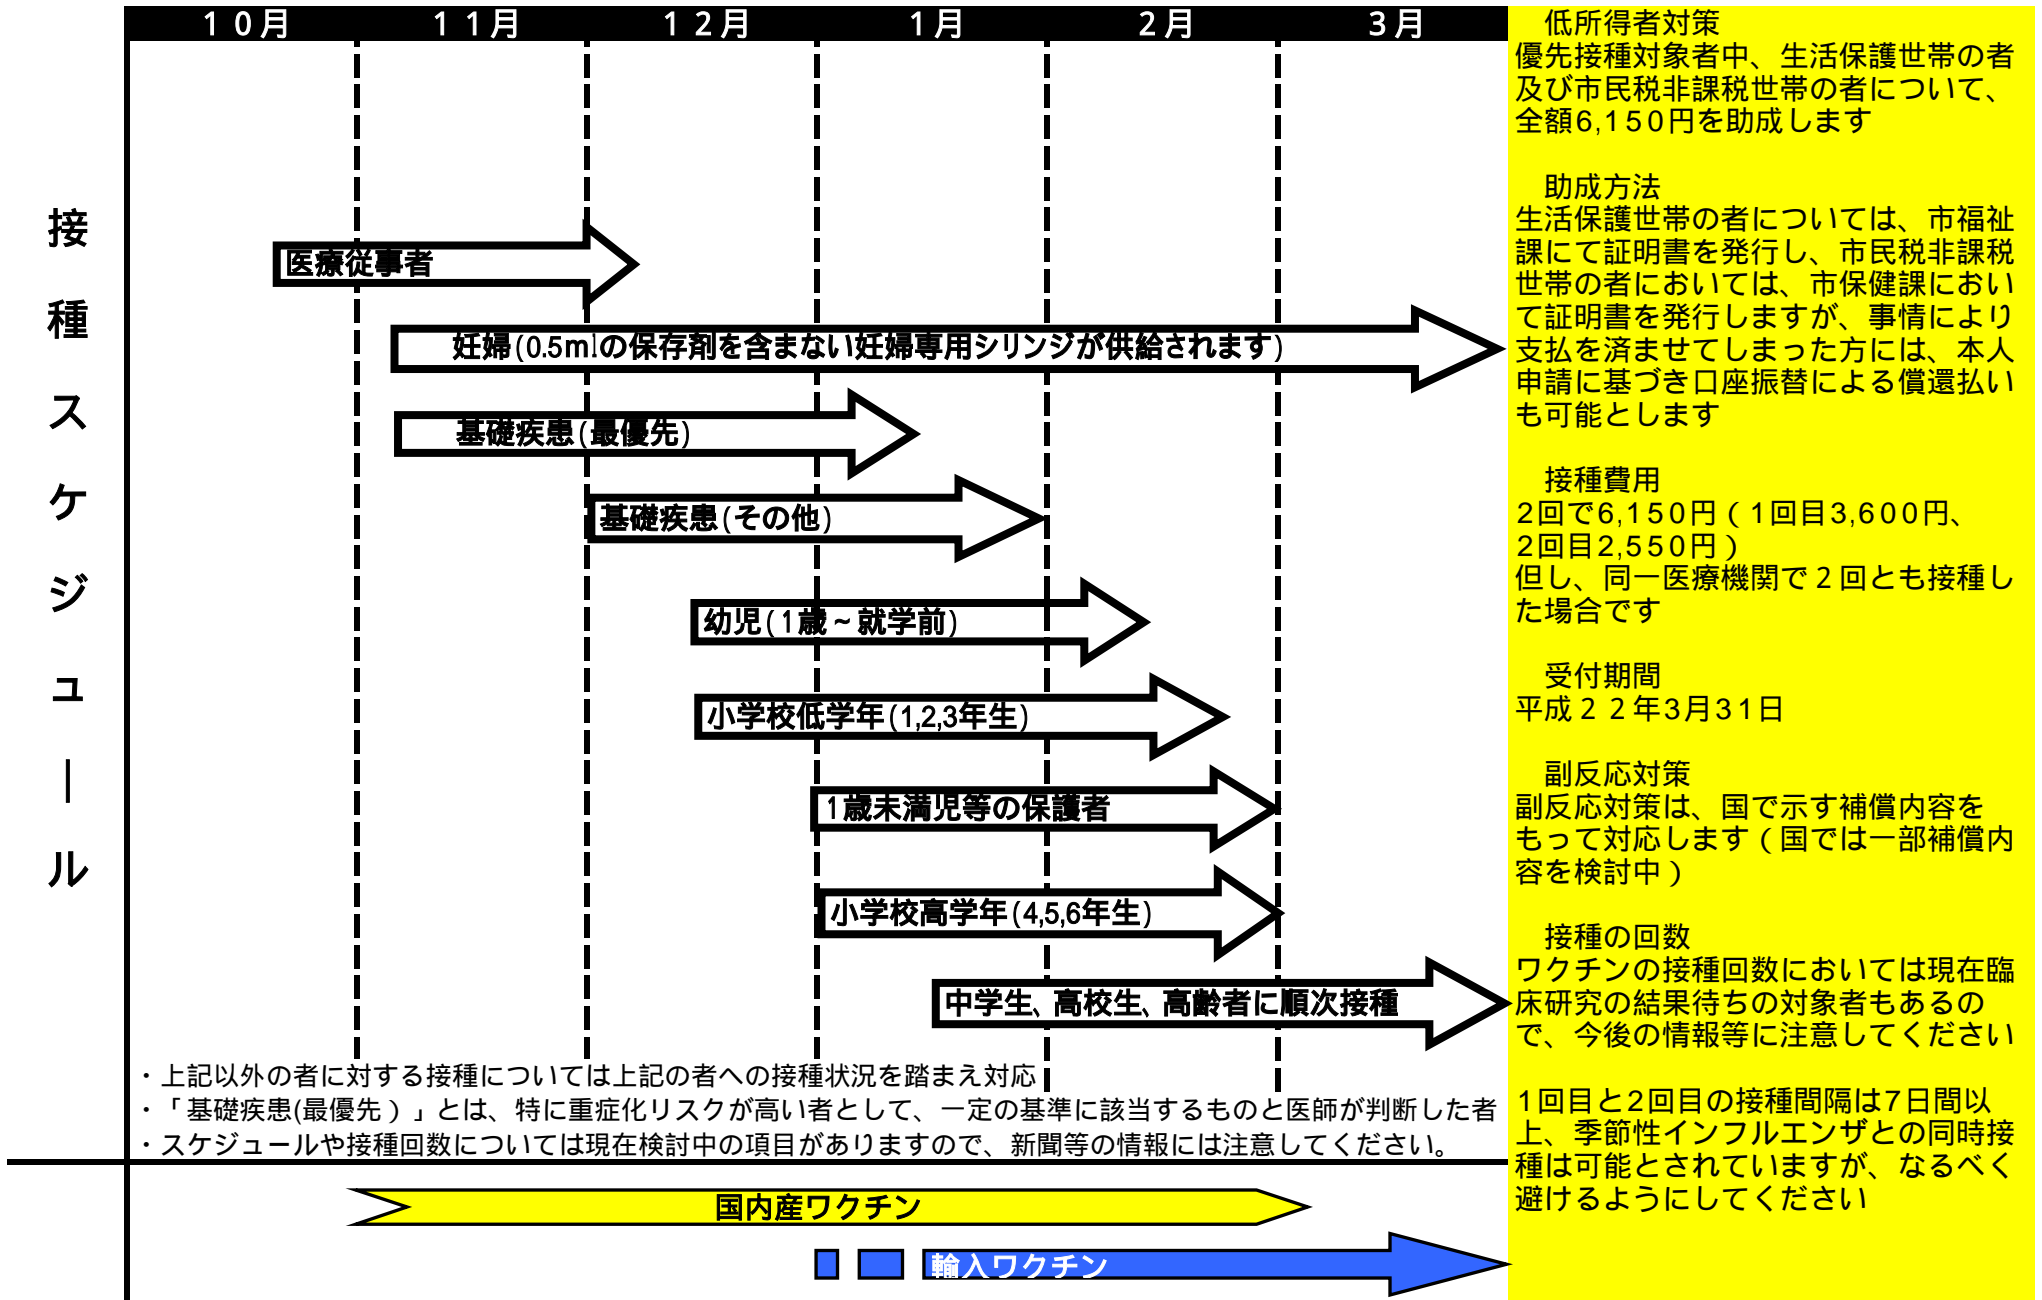 １０月
１１月
１２月
１月
２月
３月
接種スケジュール
医療従事者
妊婦(0.5mlの保存剤を含まない妊婦専用シリンジが供給されます)
基礎疾患(最優先)
基礎疾患(その他)
幼児(1歳～就学前)
小学校低学年(1,2,3年生)
1歳未満児等の保護者
小学校高学年(4,5,6年生)
中学生、高校生、高齢者に順次接種
・上記以外の者に対する接種については上記の者への接種状況を踏まえ対応
・「基礎疾患(最優先）」とは、特に重症化リスクが高い者として、一定の基準に該当するものと医師が判断した者
・スケジュールや接種回数については現在検討中の項目がありますので、新聞等の情報には注意してください。
国内産ワクチン
輸入ワクチン
低所得者対策
優先接種対象者中、生活保護世帯の者
及び市民税非課税世帯の者について、
全額6,150円を助成します
助成方法
生活保護世帯の者については、市福祉
課にて証明書を発行し、市民税非課税
世帯の者においては、市保健課におい
て証明書を発行しますが、事情により
支払を済ませてしまった方には、本人
申請に基づき口座振替による償還払い
も可能とします
接種費用
2回で6,150円（1回目3,600円、
2回目2,550円）
但し、同一医療機関で２回とも接種し
た場合です
受付期間
平成２２年3月31日
副反応対策
副反応対策は、国で示す補償内容を
もって対応します（国では一部補償内
容を検討中）
接種の回数
ワクチンの接種回数においては現在臨
床研究の結果待ちの対象者もあるの
で、今後の情報等に注意してください
1回目と2回目の接種間隔は7日間以
上、季節性インフルエンザとの同時接
種は可能とされていますが、なるべく
避けるようにしてください